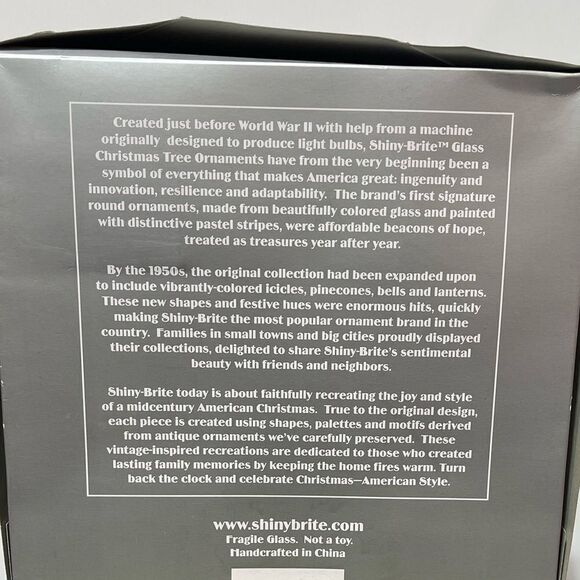 Created just before World War II with help from a machine
originally designed to produce light bulbs, Shiny-Brite™ Glass
Christmas Tree Ornaments have from the very beginning been a
symbol of everything that makes America great: ingenuity and
innovation, resilience and adaptability. The brand's first signature
round ornaments, made from beautifully colored glass and painted
with distinctive pastel stripes, were affordable beacons of hope,
treated as treasures year after year.
By the 1950s, the original collection had been expanded upon
to include vibrantly-colored icicles, pinecones, bells and lanterns.
These new shapes and festive hues were enormous hits, quickly
making Shiny-Brite the most popular ornament brand in the
country. Families in small towns and big cities proudly displayed
their collections, delighted to share Shiny-Brite's sentimental
beauty with friends and neighbors.
Shiny-Brite today is about faithfully recreating the joy and style
of a midcentury American Christmas. True to the original design,
each piece is created using shapes, palettes and motifs derived
from antique ornaments we've carefully preserved. These
vintage-inspired recreations are dedicated to those who created
lasting family memories by keeping the home fires warm. Turn
back the clock and celebrate Christmas—American Style.
www.shinybrite.com
Fragile Glass. Not a toy.
Handcrafted in China